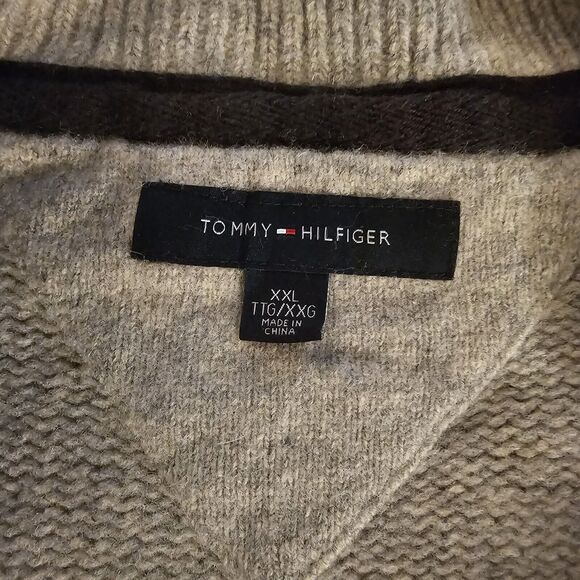 TOMMY HILFIGER
XXL
TTG/XXG
MADE IN
CHINA